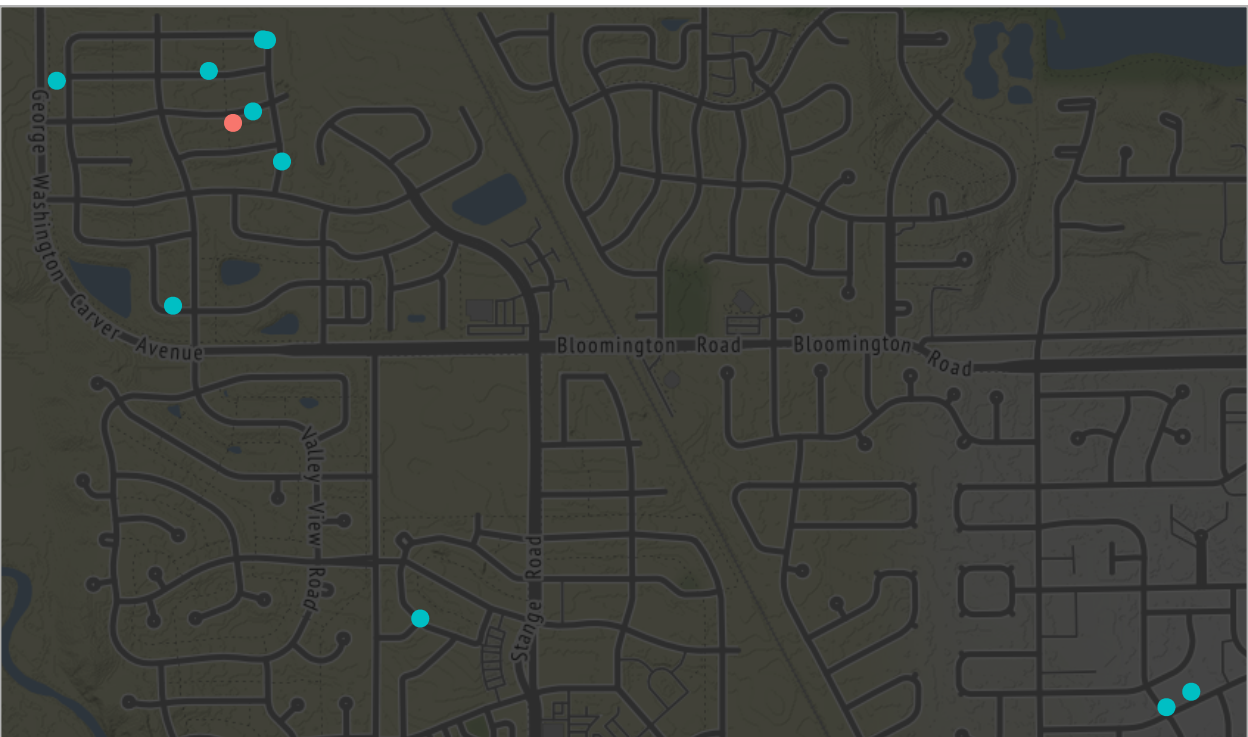 George Washington
Carver Avenue
Bloomington Road
Bloomington Road
Valley View Road
Stange Road